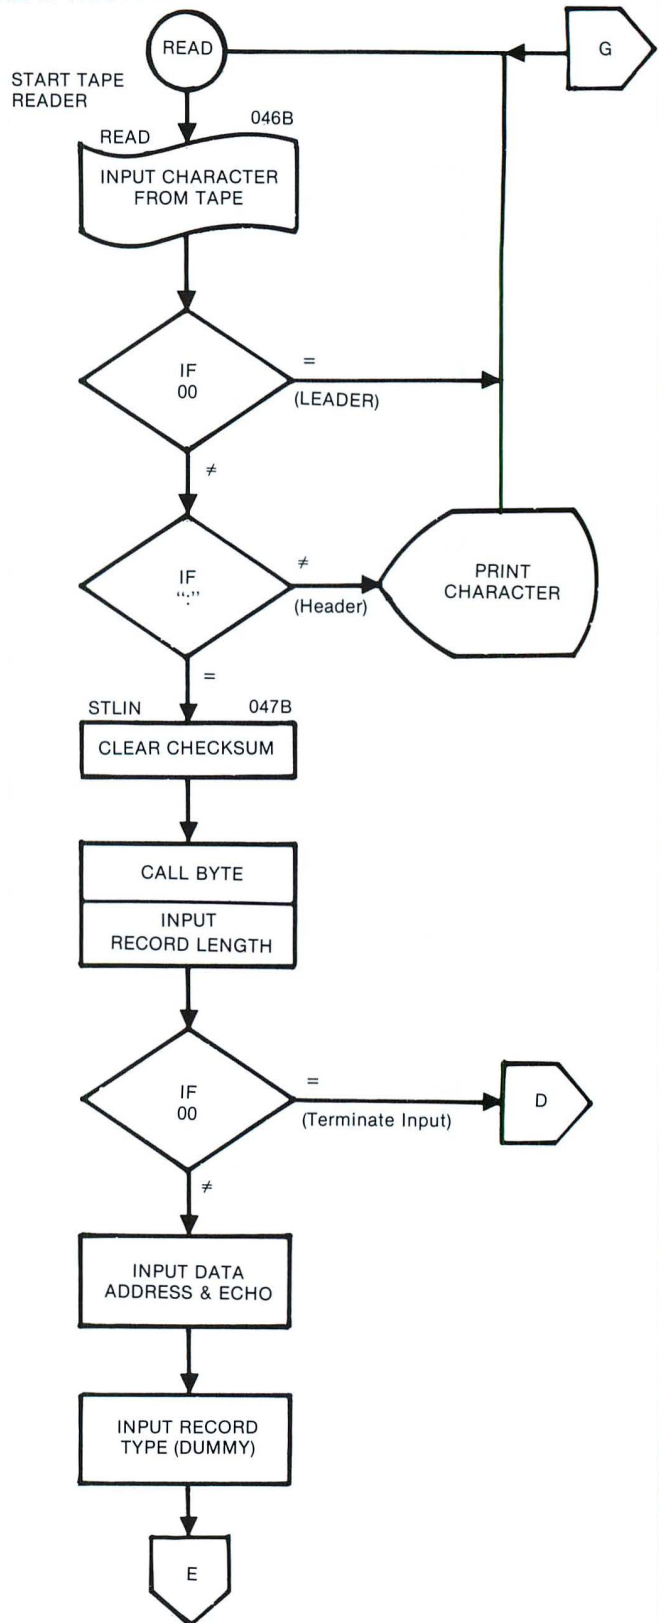 READ
G
START TAPE
READER
046B
READ
INPUT CHARACTER
FROM TAPE
IF
00
=
(LEADER)
≠
IF
":"
≠
(Header)
PRINT
CHARACTER
=
STLIN
047B
CLEAR CHECKSUM
CALL BYTE
INPUT
RECORD LENGTH
IF
00
=
(Terminate Input)
D
≠
INPUT DATA
ADDRESS & ECHO
INPUT RECORD
TYPE (DUMMY)
E